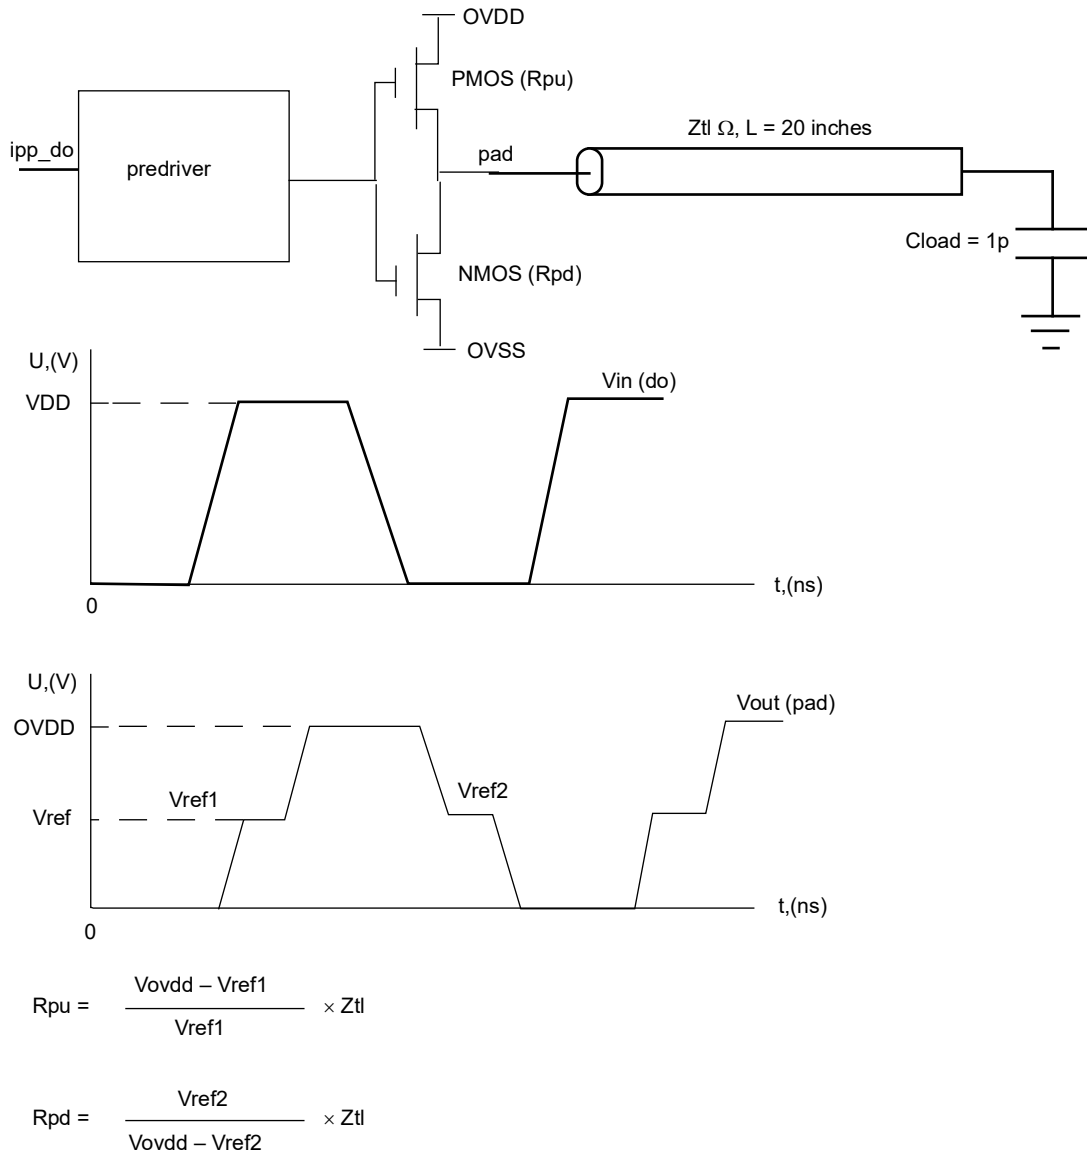 OVDD
PMOS (Rpu)
Ztl Ω, L = 20 inches
ipp_do
pad
predriver
Cload = 1p
NMOS (Rpd)
OVSS
U,(V)
Vin (do)
VDD
t,(ns)
0
U,(V)
Vout (pad)
OVDD
Vref1
Vref2
Vref
t,(ns)
0
Vovdd – Vref1
Rpu = × Ztl
Vref1
Vref2
Rpd = × Ztl
Vovdd – Vref2